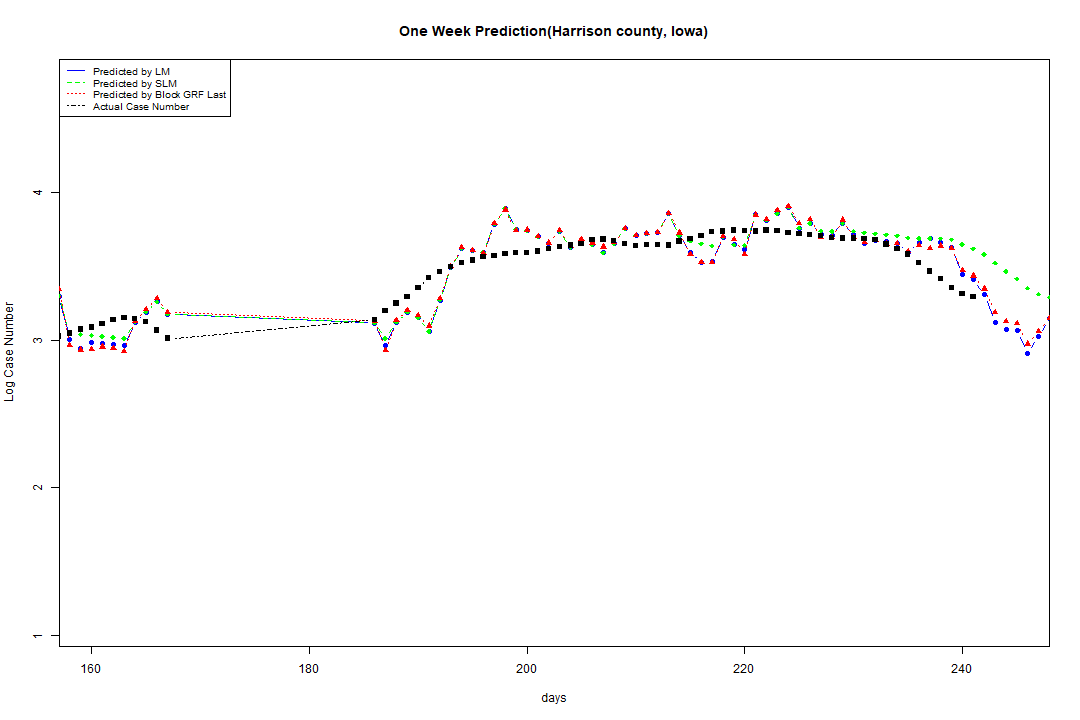 One Week Prediction(Harrison county, Iowa)
Predicted by LM
Predicted by SLM
Predicted by Block GRF Last
Actual Case Number
4
3
2
1
Log Case Number
160 180 200 220 240
days